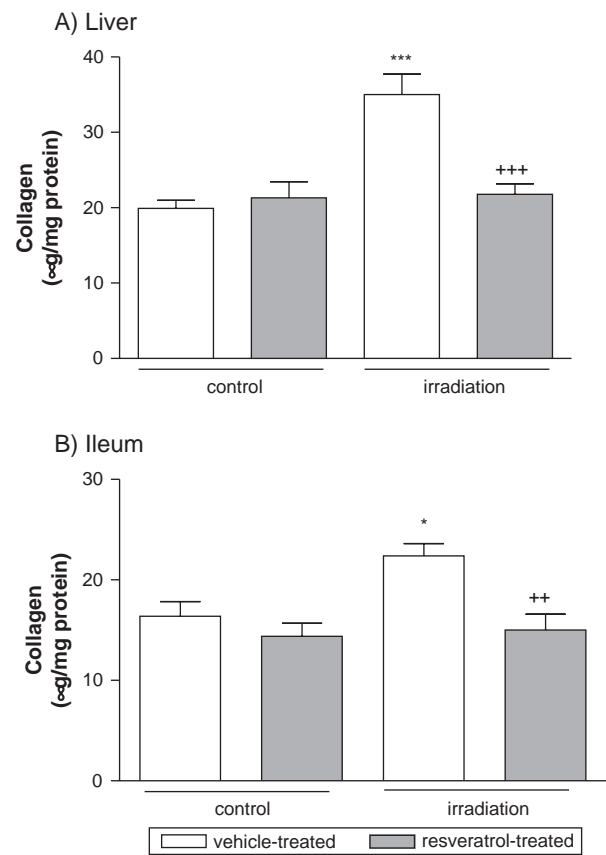 A) Liver
40
***
30
+++
Collagen
(∞g/mg protein)
20
10
0
control irradiation
B) Ileum
30
*
20
++
Collagen
(∞g/mg protein)
10
0
control irradiation
vehicle-treated resveratrol-treated